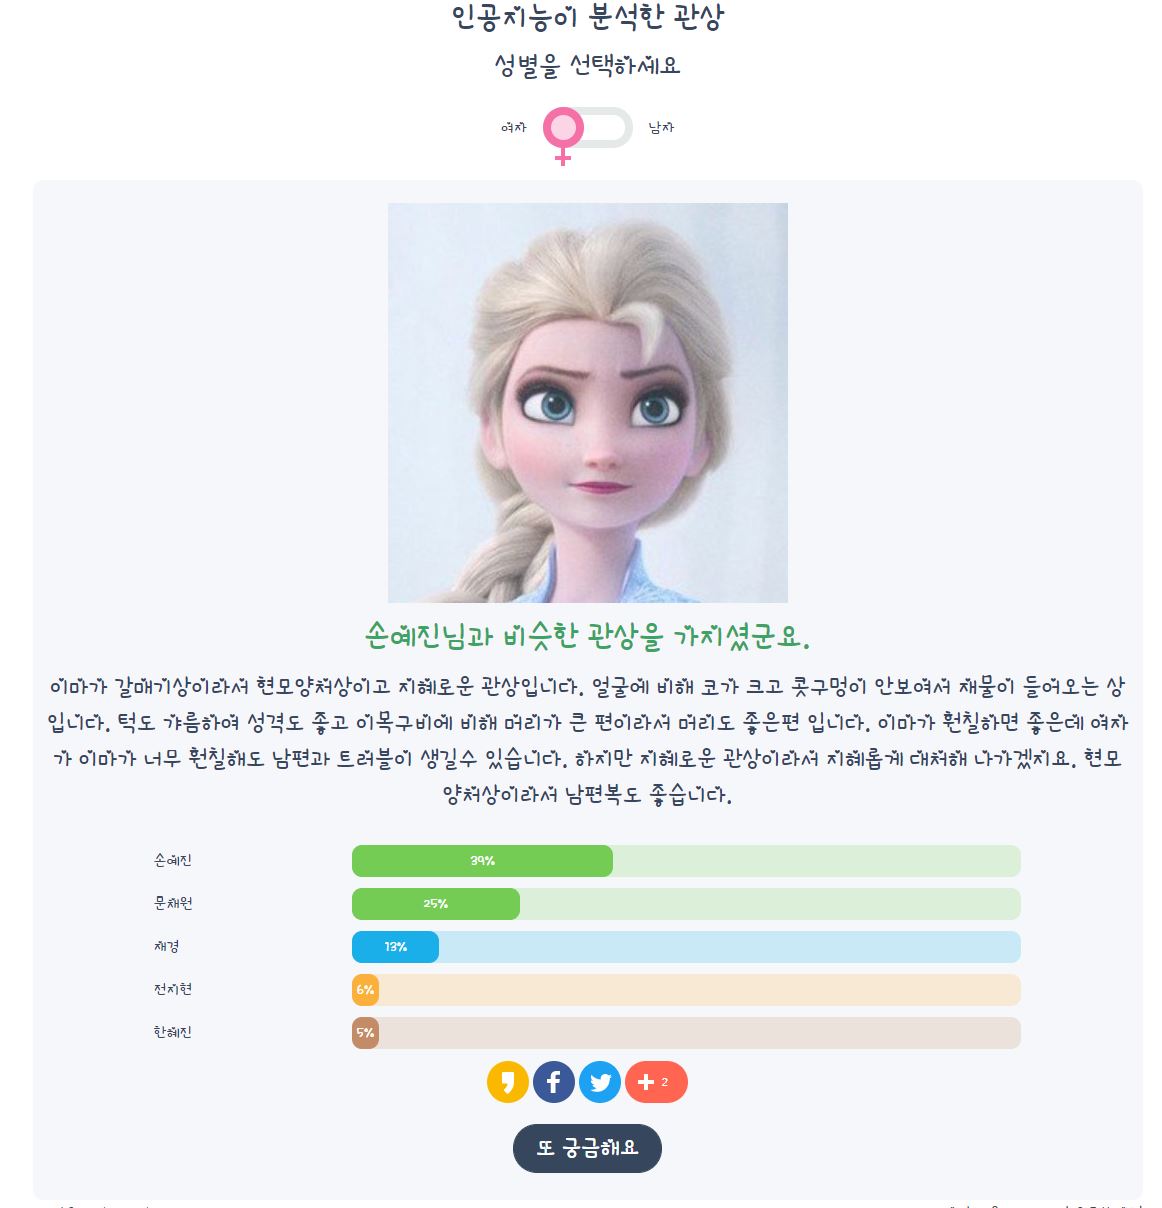 인공지능이 분석한 관상
성별을 선택하세요
여자 남자
손예진님과 비슷한 관상을 가지셨군요.
이마가 갈매기상이라서 현모양처상이고 지혜로운 관상입니다. 얼굴에 비해 코가 크고 콧구멍이 안보여서 재물이 들어오는 상
입니다. 턱도 갸름하여 성격도 좋고 이목구비에 비해 머리가 큰 편이라서 머리도 좋은편 입니다. 이마가 훤칠하면 좋은데 여자
가 이마가 너무 훤칠해도 남편과 트러블이 생길수 있습니다. 하지만 지혜로운 관상이라서 지혜롭게 대처해 나가겠지요. 현모
양처상이라서 남편복도 좋습니다.
손예진 39%
문채원 25%
재경 13%
전지현 6%
한혜진 5%
2
또 궁금해요